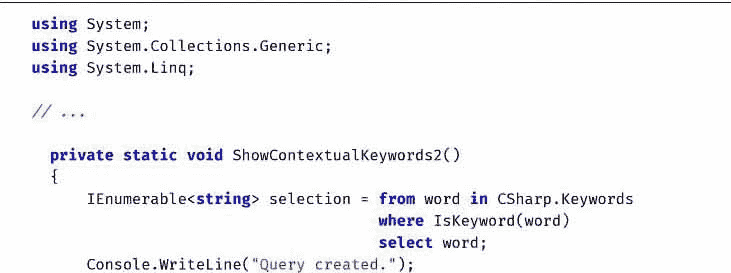 using System;
using System.Collections.Generic;
using System.Linq;
// ...
private static void ShowContextualKeywords2()
{
IEnumerable<string> selection = from word in CSharp.Keywords
where IsKeyword(word)
select word;
Console.WriteLine("Query created.");